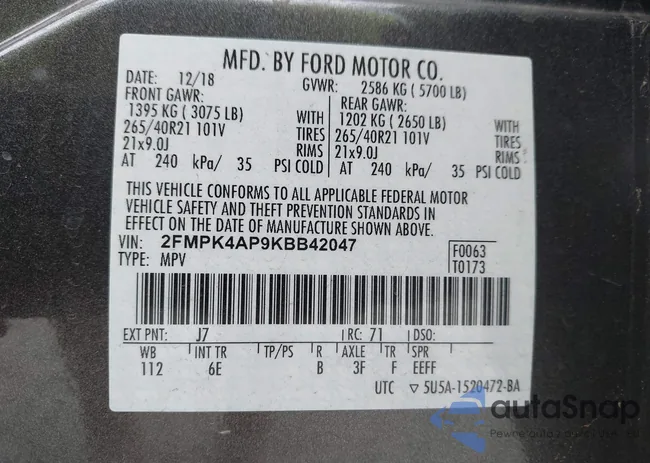 MFD. BY FORD MOTOR CO.
DATE: 12/18 GVWR: 2586 KG ( 5700 LB)
FRONT GAWR: REAR GAWR:
1395 KG ( 3075 LB) WITH 1202 KG ( 2650 LB) WITH
265/40R21 101V TIRES 265/40R21 101V TIRES
21x9.0J RIMS 21x9.0J RIMS
AT 240 kPa/ 35 PSI COLD AT 240 kPa/ 35 PSI COLD
THIS VEHICLE CONFORMS TO ALL APPLICABLE FEDERAL MOTOR
VEHICLE SAFETY AND THEFT PREVENTION STANDARDS IN
EFFECT ON THE DATE OF MANUFACTURE SHOWN ABOVE.
VIN: 2FMPK4AP9KBB42047 F0063
TYPE: MPV T0173
EXT PNT: J7 RC: 71 DSO:
WB INT TR TP/PS R AXLE TR SPR
112 6E B 3F F EEFF
UTC ▽ 5U5A-1520472-BA
autoSnap